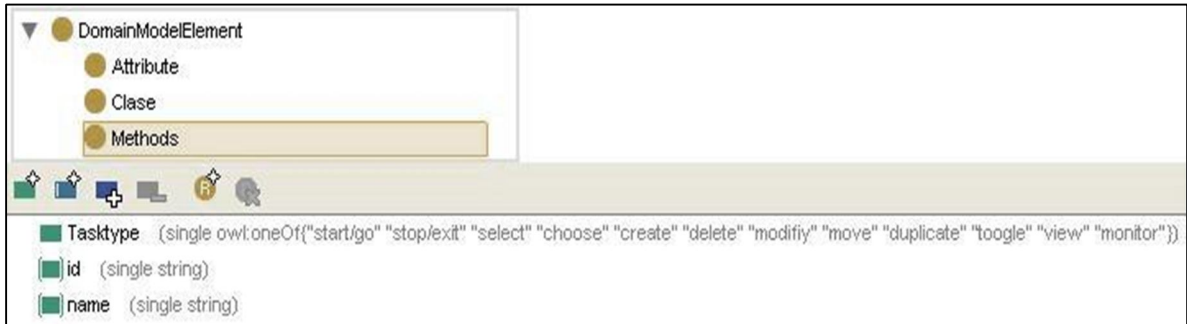 DomainModelElement
Attribute
Clase
Methods
R
Tasktype (single owl:oneOf{"start/go" "stop/exit" "select" "choose" "create" "delete" "modifiy" "move" "duplicate" "toogle" "view" "monitor"})
id (single string)
name (single string)